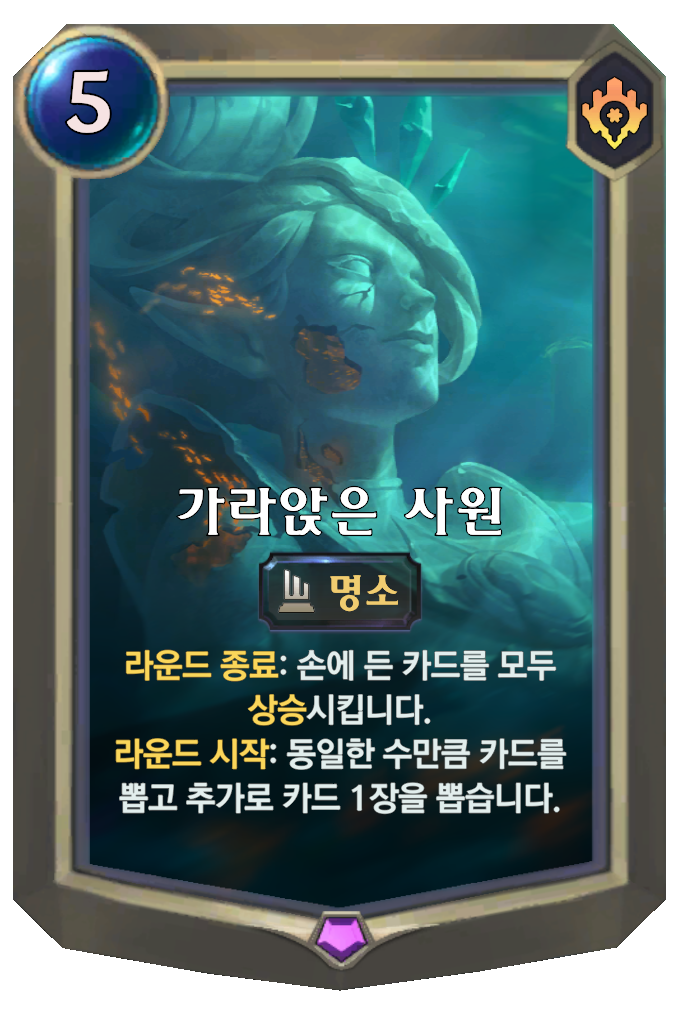 5
가라앉은 사원
명소
라운드 종료: 손에 든 카드를 모두
상승시킵니다.
라운드 시작: 동일한 수만큼 카드를
뽑고 추가로 카드 1장을 뽑습니다.